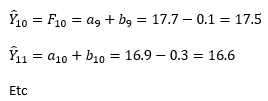 Ŷ₁₀ = F₁₀ = a₉ + b₉ = 17.7 − 0.1 = 17.5
Ŷ₁₁ = a₁₀ + b₁₀ = 16.9 − 0.3 = 16.6
Etc